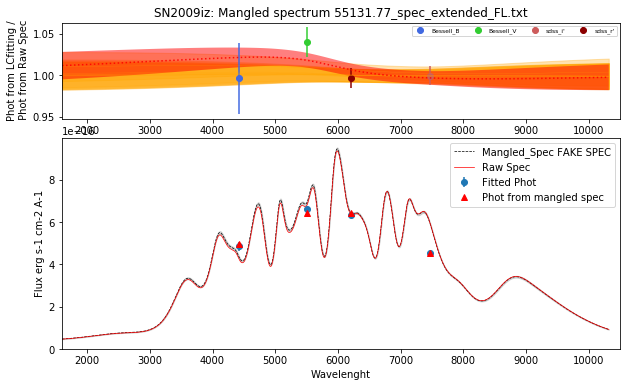 SN2009iz: Mangled spectrum 55131.77_spec_extended_FL.txt
Phot from LCfitting /
Phot from Raw Spec
1.05
1.00
0.95
Bessell_B
Bessell_V
sdss_i'
sdss_r'
2000 3000 4000 5000 6000 7000 8000 9000 10000
Flux erg s-1 cm-2 A-1
8
6
4
2
0
Mangled_Spec FAKE SPEC
Raw Spec
Fitted Phot
Phot from mangled spec
2000 3000 4000 5000 6000 7000 8000 9000 10000
Wavelenght